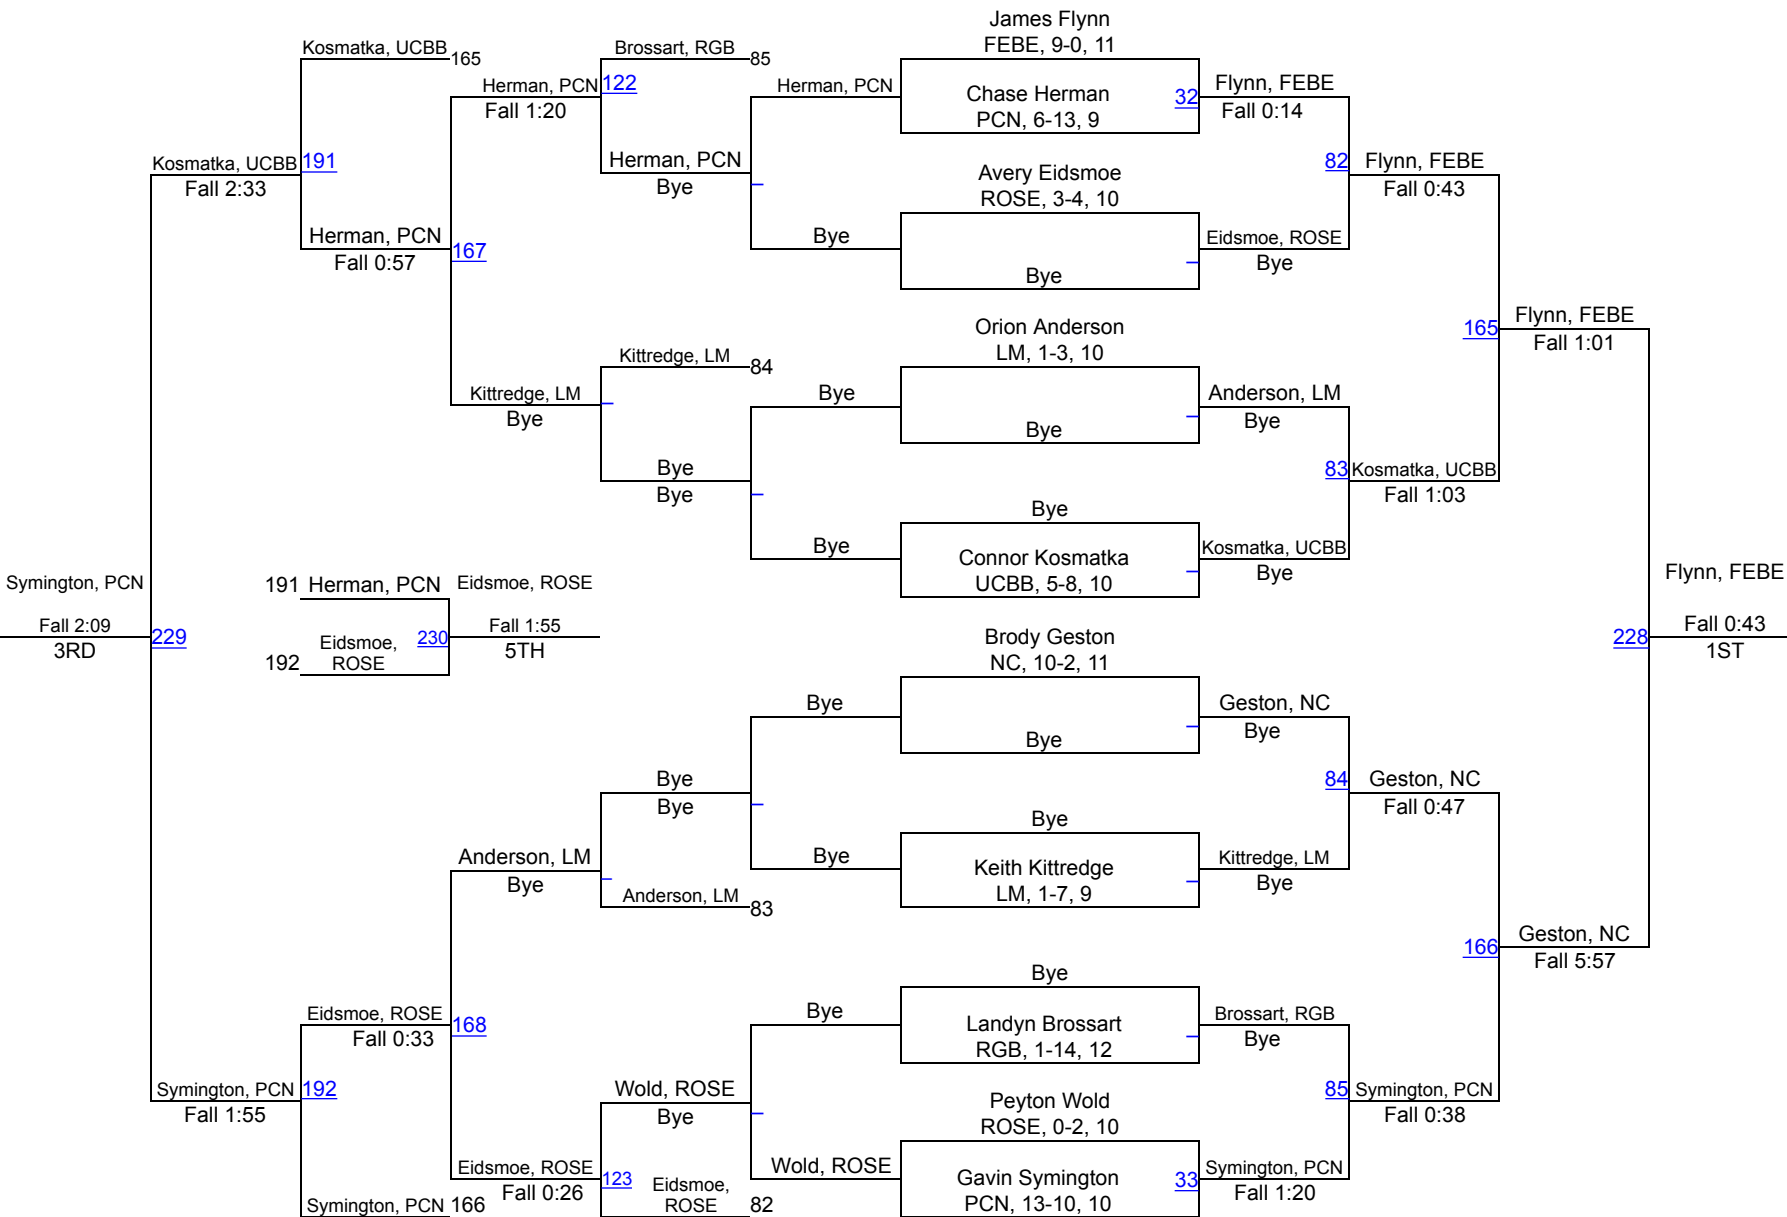 James Flynn
FEBE, 9-0, 11
Kosmatka, UCBB
165
Brossart, RGB
85
Herman, PCN
122
Fall 1:20
Herman, PCN
Chase Herman
PCN, 6-13, 9
32
Flynn, FEBE
Fall 0:14
Kosmatka, UCBB
191
Fall 2:33
Herman, PCN
Bye
Avery Eidsmoe
ROSE, 3-4, 10
82
Flynn, FEBE
Fall 0:43
Herman, PCN
Fall 0:57
167
Bye
Bye
Eidsmoe, ROSE
Bye
Orion Anderson
LM, 1-3, 10
165
Flynn, FEBE
Fall 1:01
Kittredge, LM
84
Kittredge, LM
Bye
Bye
Bye
Anderson, LM
Bye
Bye
Bye
83
Kosmatka, UCBB
Fall 1:03
Bye
Bye
Connor Kosmatka
UCBB, 5-8, 10
Kosmatka, UCBB
Bye
Symington, PCN
Fall 2:09
3RD
229
191
Herman, PCN
192
Eidsmoe,
ROSE
230
Eidsmoe, ROSE
Fall 1:55
5TH
Brody Geston
NC, 10-2, 11
228
Flynn, FEBE
Fall 0:43
1ST
Bye
Bye
Geston, NC
Bye
Bye
Bye
84
Geston, NC
Fall 0:47
Anderson, LM
Bye
Bye
Bye
Keith Kittredge
LM, 1-7, 9
Kittredge, LM
Bye
Anderson, LM
83
166
Geston, NC
Fall 5:57
Eidsmoe, ROSE
Fall 0:33
168
Bye
Bye
Landyn Brossart
RGB, 1-14, 12
Brossart, RGB
Bye
Symington, PCN
192
Fall 1:55
Wold, ROSE
Bye
Peyton Wold
ROSE, 0-2, 10
85
Symington, PCN
Fall 0:38
Eidsmoe, ROSE
Fall 0:26
123
Eidsmoe,
ROSE
82
Wold, ROSE
Gavin Symington
PCN, 13-10, 10
33
Symington, PCN
Fall 1:20
Symington, PCN
166